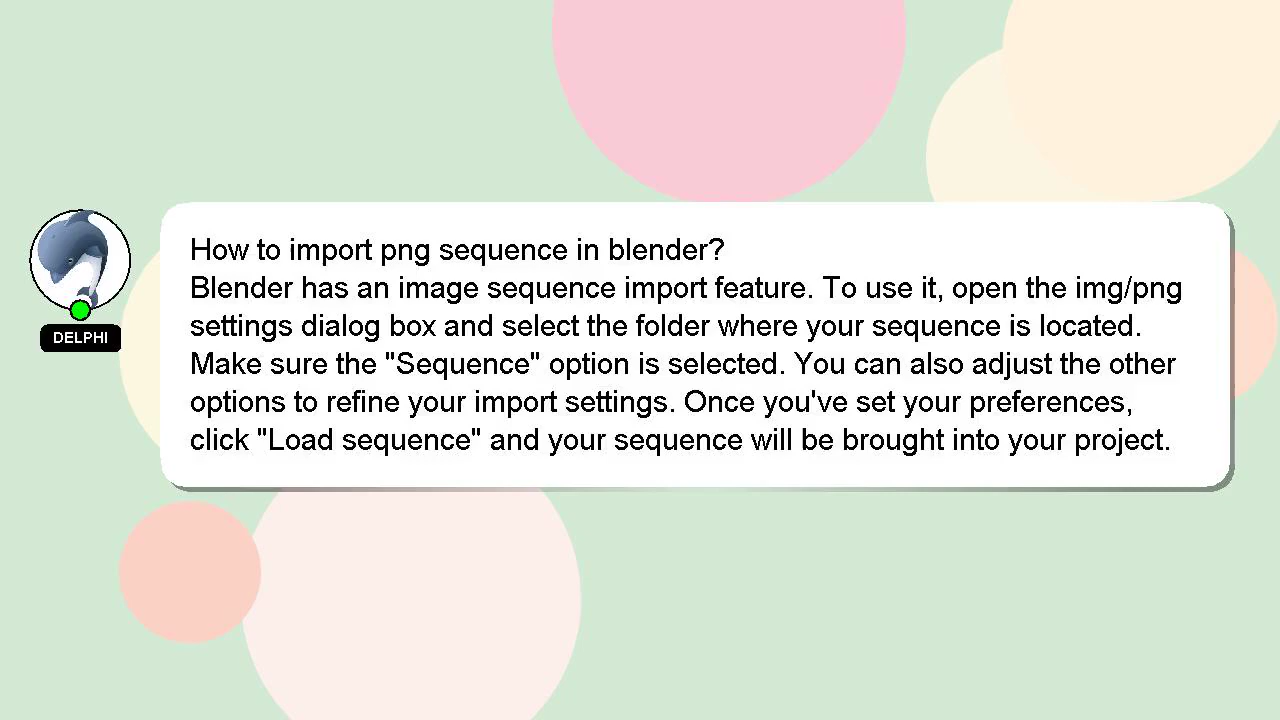 How to import png sequence in blender?
Blender has an image sequence import feature. To use it, open the img/png
settings dialog box and select the folder where your sequence is located.
Make sure the "Sequence" option is selected. You can also adjust the other
options to refine your import settings. Once you've set your preferences,
click "Load sequence" and your sequence will be brought into your project.
DELPHI